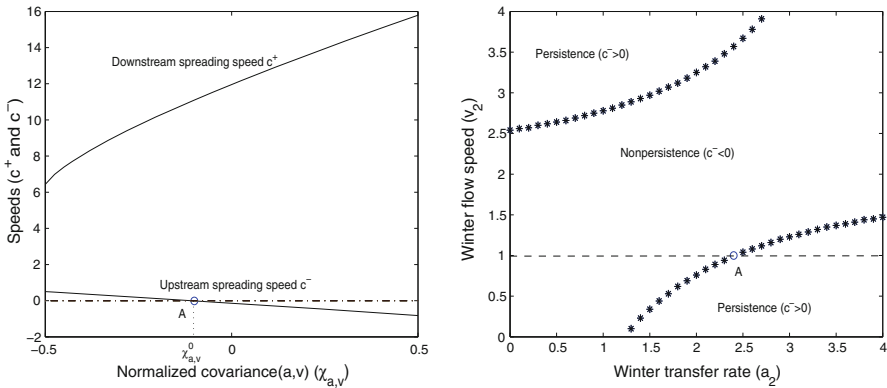 16
14
12
10
8
6
4
2
0
−2
Speeds (c⁺ and c⁻)
Downstream spreading speed c⁺
Upstream spreading speed c⁻
A
−0.5
χ⁰ₐ,ᵥ
0
0.5
Normalized covariance(a,v) (χₐ,ᵥ)
4
3.5
3
2.5
2
1.5
1
0.5
0
Winter flow speed (v₂)
Persistence (c⁻>0)
Nonpersistence (c⁻<0)
A
Persistence (c⁻>0)
0
0.5
1
1.5
2
2.5
3
3.5
4
Winter transfer rate (a₂)